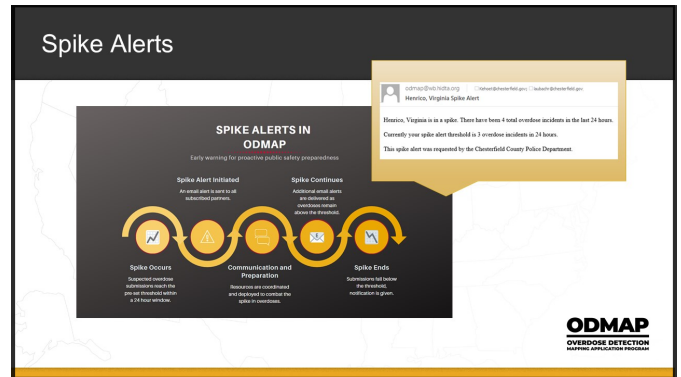 Spike Alerts
odmap@wb.hidta.org
Henrico, Virginia Spike Alert
Henrico, Virginia is in a spike. There have been 4 total overdose incidents in the last 24 hours.
Currently your spike alert threshold is 3 overdose incidents in 24 hours.
This spike alert was requested by the Chesterfield County Police Department.
SPIKE ALERTS IN
ODMAP
Early warning for proactive public safety preparedness
Spike Alert Initiated
An email alert is sent to all
subscribed partners.
Spike Continues
Additional email alerts
are delivered as
overdoses remain
above the threshold.
Spike Occurs
Suspected overdose
submissions reach the
pre set threshold within
a 24 hour window.
Communication and
Preparation
Resources are coordinated
and deployed to combat the
spike in overdoses.
Spike Ends
Submissions fall below
the threshold,
notification is given.
ODMAP
OVERDOSE DETECTION
MAPPING APPLICATION PROGRAM